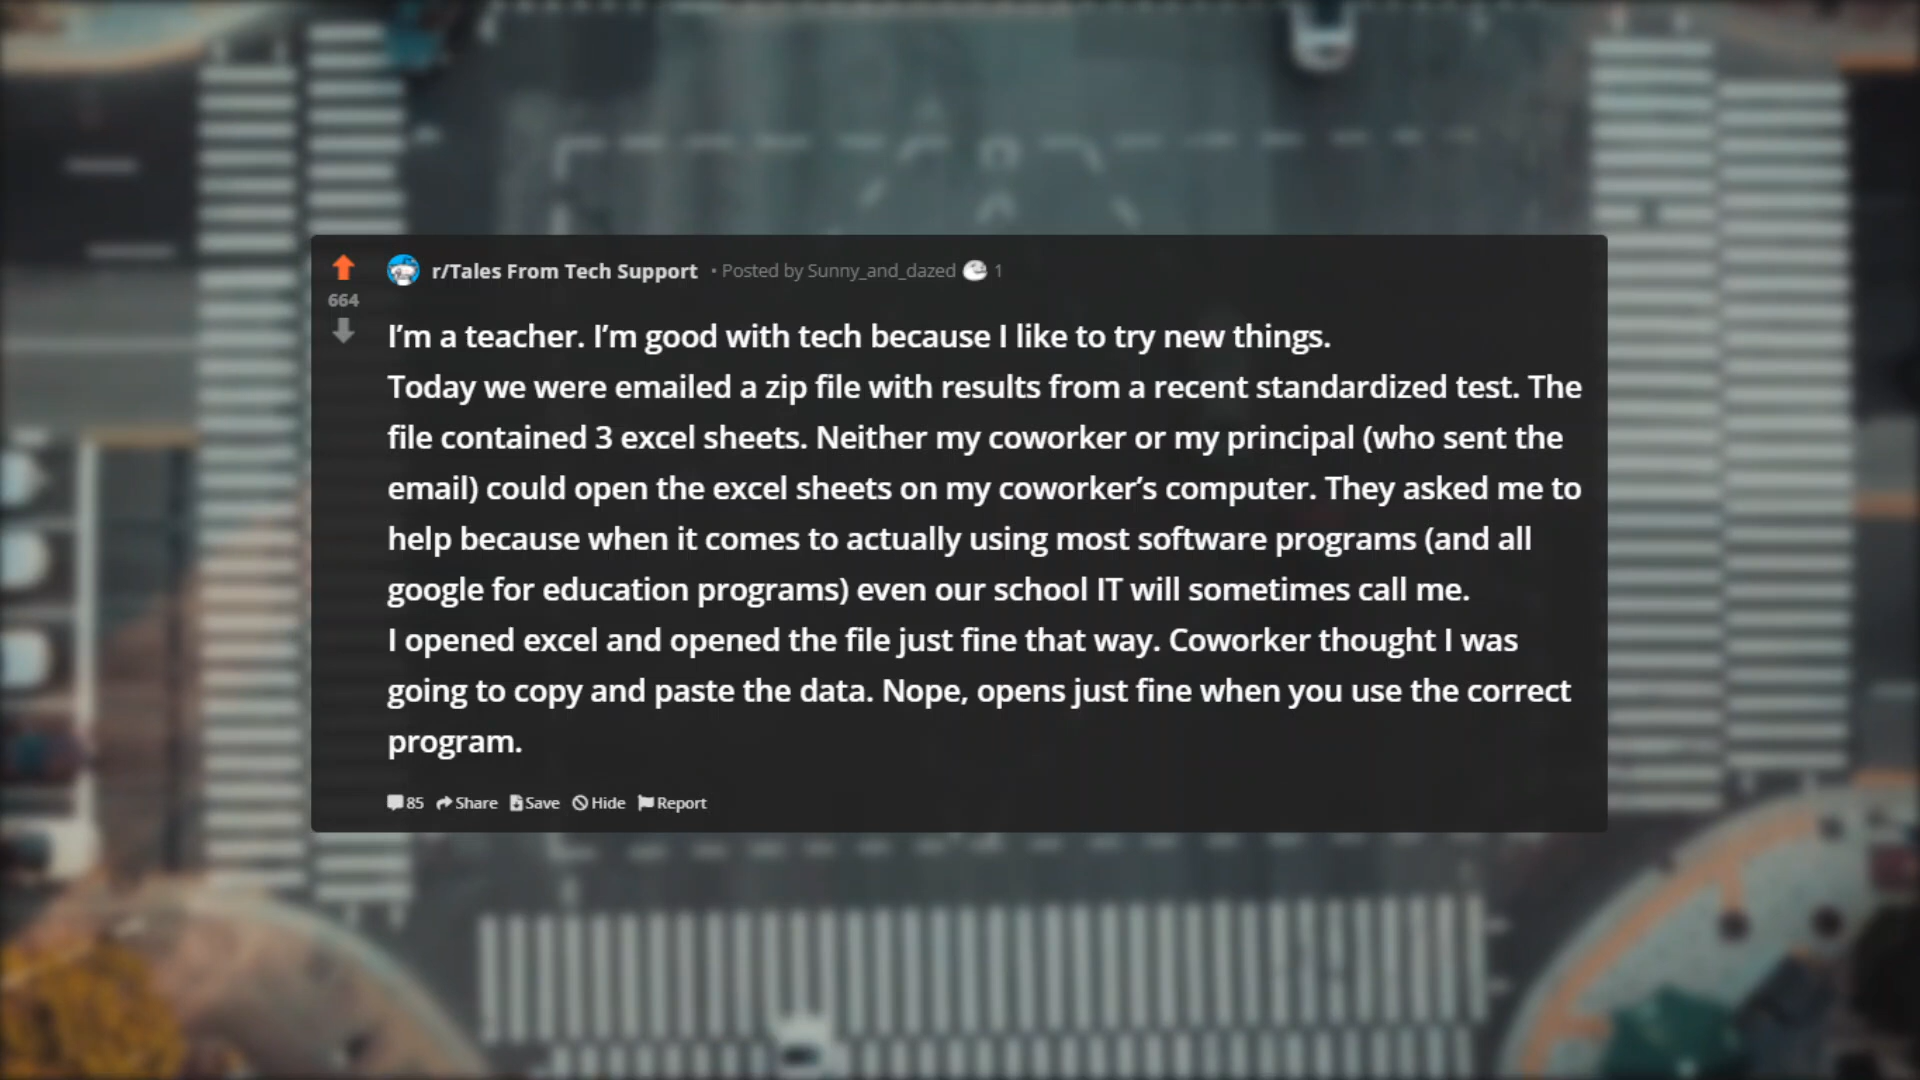 r/Tales From Tech Support • Posted by Sunny_and_dazed 1
664
I’m a teacher. I’m good with tech because I like to try new things.
Today we were emailed a zip file with results from a recent standardized test. The
file contained 3 excel sheets. Neither my coworker or my principal (who sent the
email) could open the excel sheets on my coworker’s computer. They asked me to
help because when it comes to actually using most software programs (and all
google for education programs) even our school IT will sometimes call me.
I opened excel and opened the file just fine that way. Coworker thought I was
going to copy and paste the data. Nope, opens just fine when you use the correct
program.
85 Share Save Hide Report